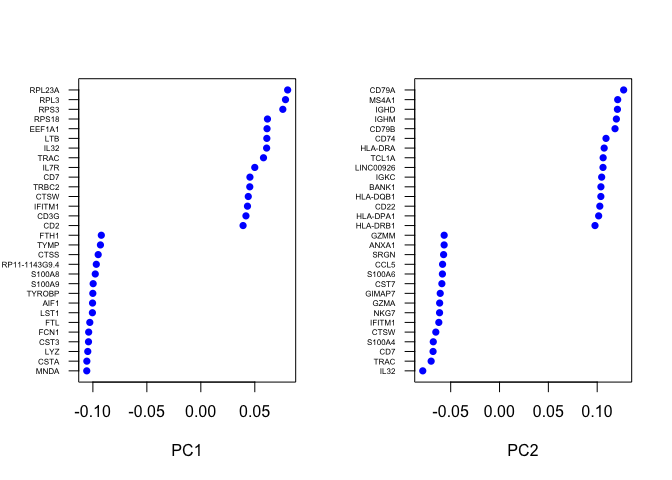 RPL23A
RPL3
RPS3
RPS18
EEF1A1
LTB
IL32
TRAC
IL7R
CD7
TRBC2
CTSW
IFITM1
CD3G
CD2
FTH1
TYMP
CTSS
RP11-1143G9.4
S100A8
S100A9
TYROBP
AIF1
LST1
FTL
FCN1
CST3
LYZ
CSTA
MNDA
-0.10 -0.05 0.00 0.05
PC1
CD79A
MS4A1
IGHD
IGHM
CD79B
CD74
HLA-DRA
TCL1A
LINC00926
IGKC
BANK1
HLA-DQB1
CD22
HLA-DPA1
HLA-DRB1
GZMM
ANXA1
SRGN
CCL5
S100A6
CST7
GIMAP7
GZMA
NKG7
IFITM1
CTSW
S100A4
CD7
TRAC
IL32
-0.05 0.00 0.05 0.10
PC2